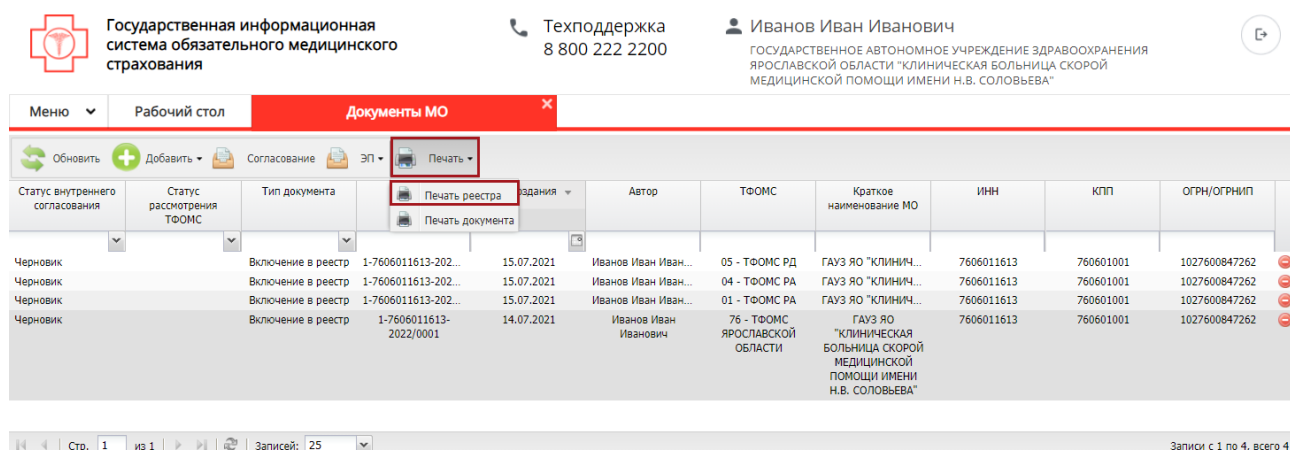 Государственная информационная
система обязательного медицинского
страхования
Техподдержка
8 800 222 2200
Иванов Иван Иванович
ГОСУДАРСТВЕННОЕ АВТОНОМНОЕ УЧРЕЖДЕНИЕ ЗДРАВООХРАНЕНИЯ
ЯРОСЛАВСКОЙ ОБЛАСТИ "КЛИНИЧЕСКАЯ БОЛЬНИЦА СКОРОЙ
МЕДИЦИНСКОЙ ПОМОЩИ ИМЕНИ Н.В. СОЛОВЬЕВА"
Меню Рабочий стол Документы МО
Обновить Добавить Согласование ЭП Печать
Печать реестра
Печать документа
Статус внутреннего
согласования
Статус
рассмотрения
ТФОМС
Тип документа
оздания
Автор
ТФОМС
Краткое
наименование МО
ИНН
КПП
ОГРН/ОГРНИП
Черновик Включение в реестр 1-7606011613-202... 15.07.2021 Иванов Иван Иван... 05 - ТФОМС РД ГАУЗ ЯО "КЛИНИЧ... 7606011613 760601001 1027600847262
Черновик Включение в реестр 1-7606011613-202... 15.07.2021 Иванов Иван Иван... 04 - ТФОМС РА ГАУЗ ЯО "КЛИНИЧ... 7606011613 760601001 1027600847262
Черновик Включение в реестр 1-7606011613-202... 15.07.2021 Иванов Иван Иван... 01 - ТФОМС РА ГАУЗ ЯО "КЛИНИЧ... 7606011613 760601001 1027600847262
Черновик Включение в реестр 1-7606011613- 14.07.2021 Иванов Иван 76 - ТФОМС ГАУЗ ЯО 7606011613 760601001 1027600847262
2022/0001 Иванович ЯРОСЛАВСКОЙ "КЛИНИЧЕСКАЯ
ОБЛАСТИ БОЛЬНИЦА СКОРОЙ
МЕДИЦИНСКОЙ
ПОМОЩИ ИМЕНИ
Н.В. СОЛОВЬЕВА"
Стр. 1 из 1 Записей: 25 Записи с 1 по 4, всего 4